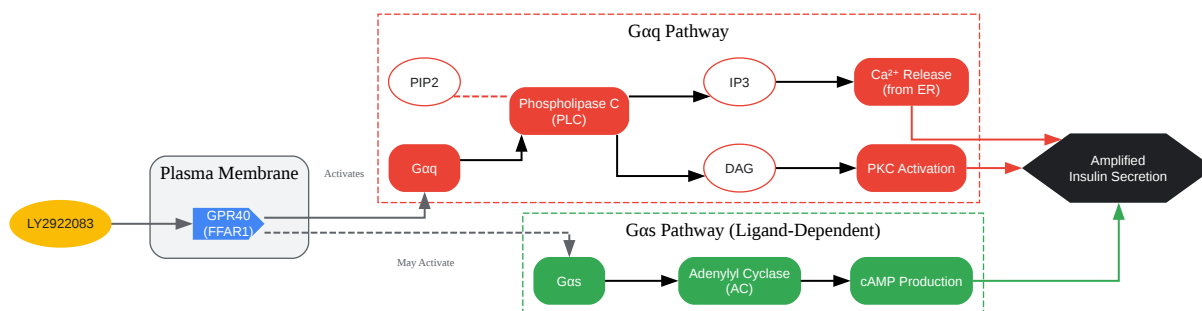 Gαq Pathway
PIP2
Phospholipase C
(PLC)
IP3
Ca²⁺ Release
(from ER)
Gαq
DAG
PKC Activation
Amplified
Insulin Secretion
Plasma Membrane
Activates
LY2922083
GPR40
(FFAR1)
May Activate
Gαs Pathway (Ligand-Dependent)
Gαs
Adenylyl Cyclase
(AC)
cAMP Production